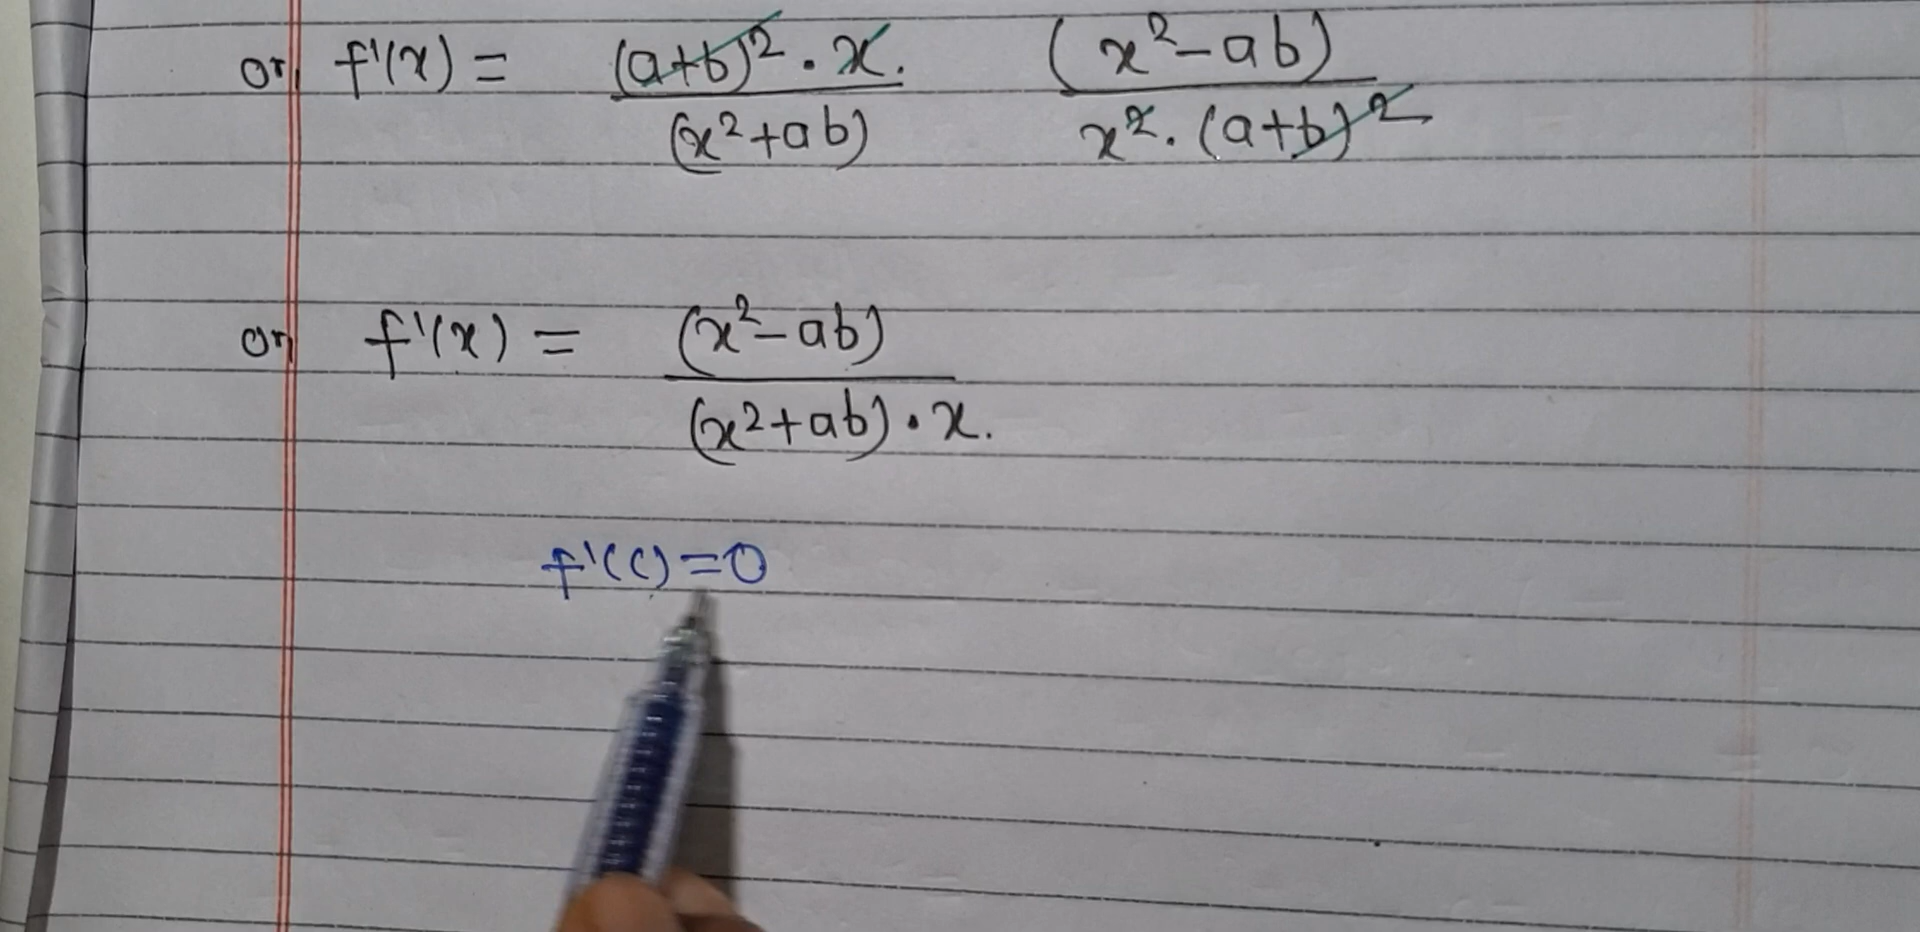 or f'(x) = (a+b)²·x. / (x²+ab) (x²-ab) / x²·(a+b)²
or f'(x) = (x²-ab) / (x²+ab)·x.
f'(c)=0